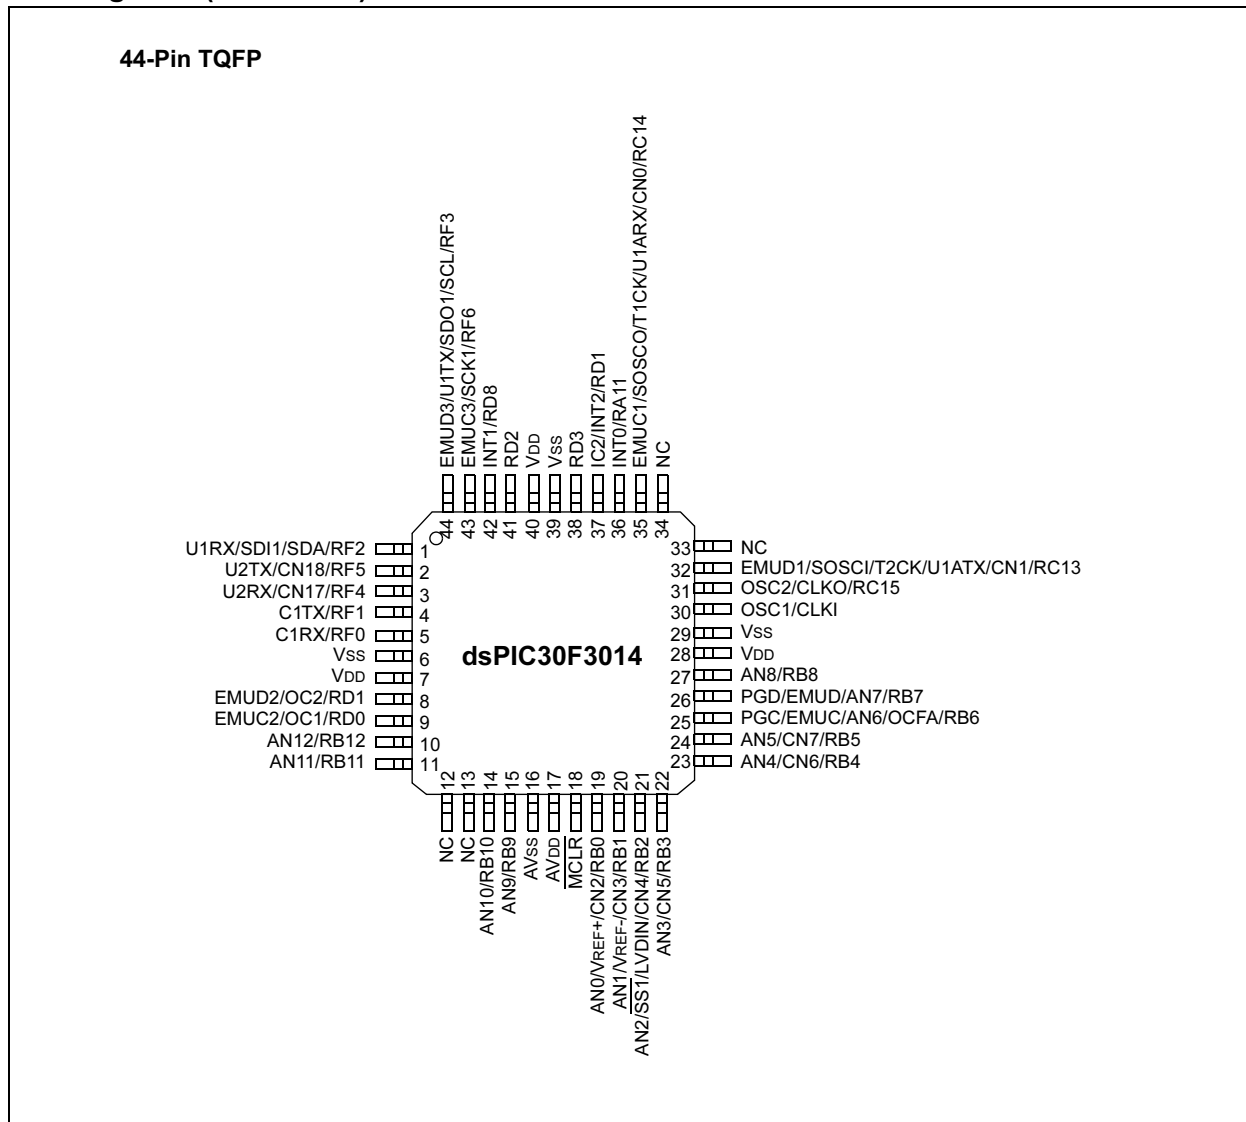 44-Pin TQFP
EMUD3/U1TX/SDO1/SCL/RF3
EMUC3/SCK1/RF6
INT1/RD8
RD2
VDD
VSS
RD3
IC2/INT2/RD1
INT0/RA11
EMUC1/SOSCO/T1CK/U1ARX/CN0/RC14
NC
44
43
42
41
40
39
38
37
36
35
34
U1RX/SDI1/SDA/RF2 1
U2TX/CN18/RF5 2
U2RX/CN17/RF4 3
C1TX/RF1 4
C1RX/RF0 5
VSS 6
VDD 7
EMUD2/OC2/RD1 8
EMUC2/OC1/RD0 9
AN12/RB12 10
AN11/RB11 11
dsPIC30F3014
33 NC
32 EMUD1/SOSCI/T2CK/U1ATX/CN1/RC13
31 OSC2/CLKO/RC15
30 OSC1/CLKI
29 VSS
28 VDD
27 AN8/RB8
26 PGD/EMUD/AN7/RB7
25 PGC/EMUC/AN6/OCFA/RB6
24 AN5/CN7/RB5
23 AN4/CN6/RB4
12
13
14
15
16
17
18
19
20
21
22
NC
NC
AN10/RB10
AN9/RB9
AVSS
AVDD
MCLR
AN0/VREF+/CN2/RB0
AN1/VREF-/CN3/RB1
AN2/SS1/LVDIN/CN4/RB2
AN3/CN5/RB3